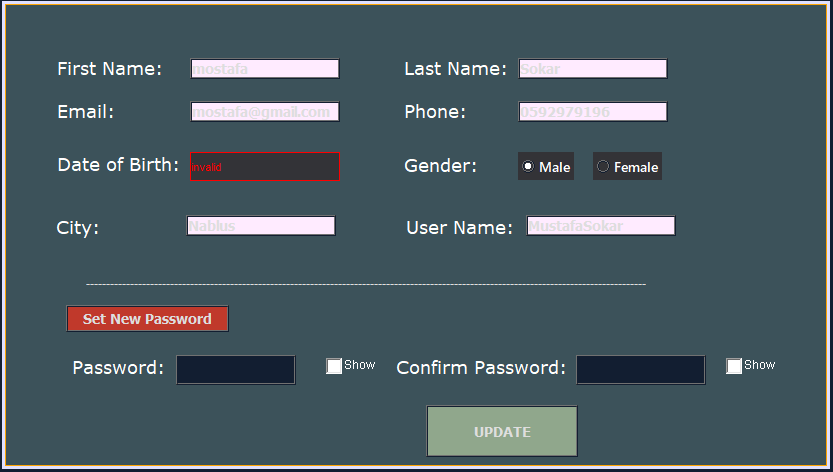 First Name: mostafa Last Name: Sokar
Email: mostafa@gmail.com Phone: 0592979196
Date of Birth: invalid Gender: Male Female
City: Nablus User Name: MustafaSokar
Set New Password
Password: Show Confirm Password: Show
UPDATE